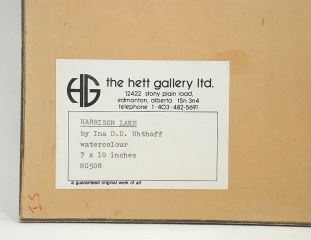 HG the hett gallery ltd.
12422 stony plain road,
edmonton, alberta t5n 3n4
telephone 1-403-482-5691
HARRISON LAKE
by Ina D.D. Uhthoff
watercolour
7 x 10 inches
HG508
a guaranteed original work of art